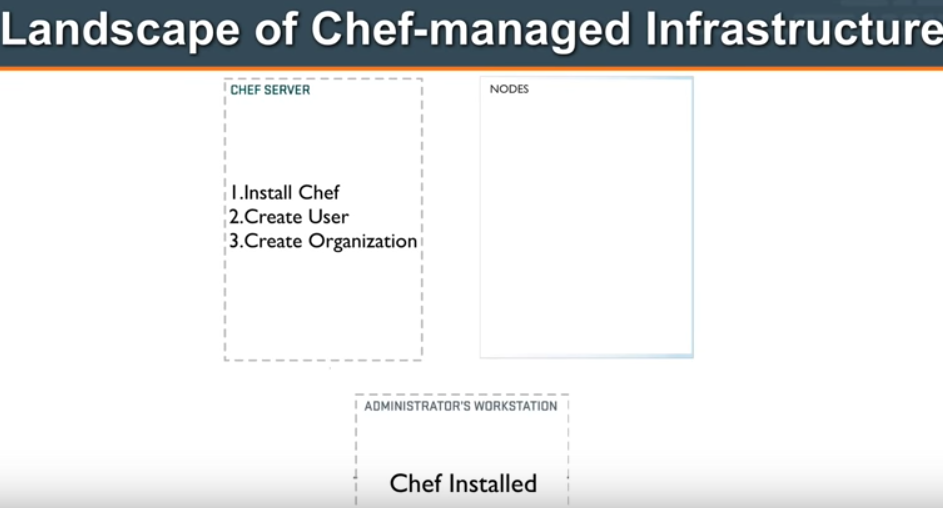 Landscape of Chef-managed Infrastructure
CHEF SERVER
1.Install Chef
2.Create User
3.Create Organization
NODES
ADMINISTRATOR'S WORKSTATION
Chef Installed